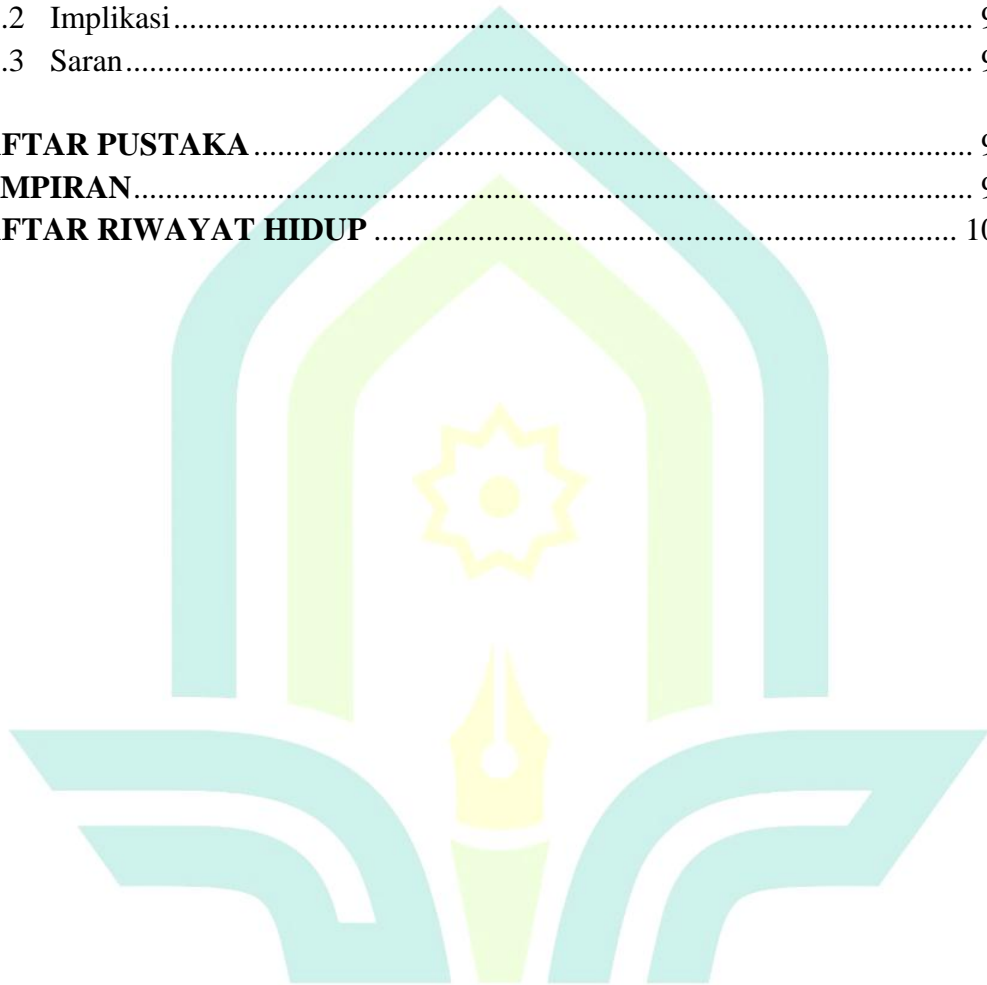 .2 Implikasi........................................................................................................ 9
.3 Saran............................................................................................................... 9
FTAR PUSTAKA............................................................................................. 9
MPIRAN............................................................................................................. 9
FTAR RIWAYAT HIDUP............................................................................. 10